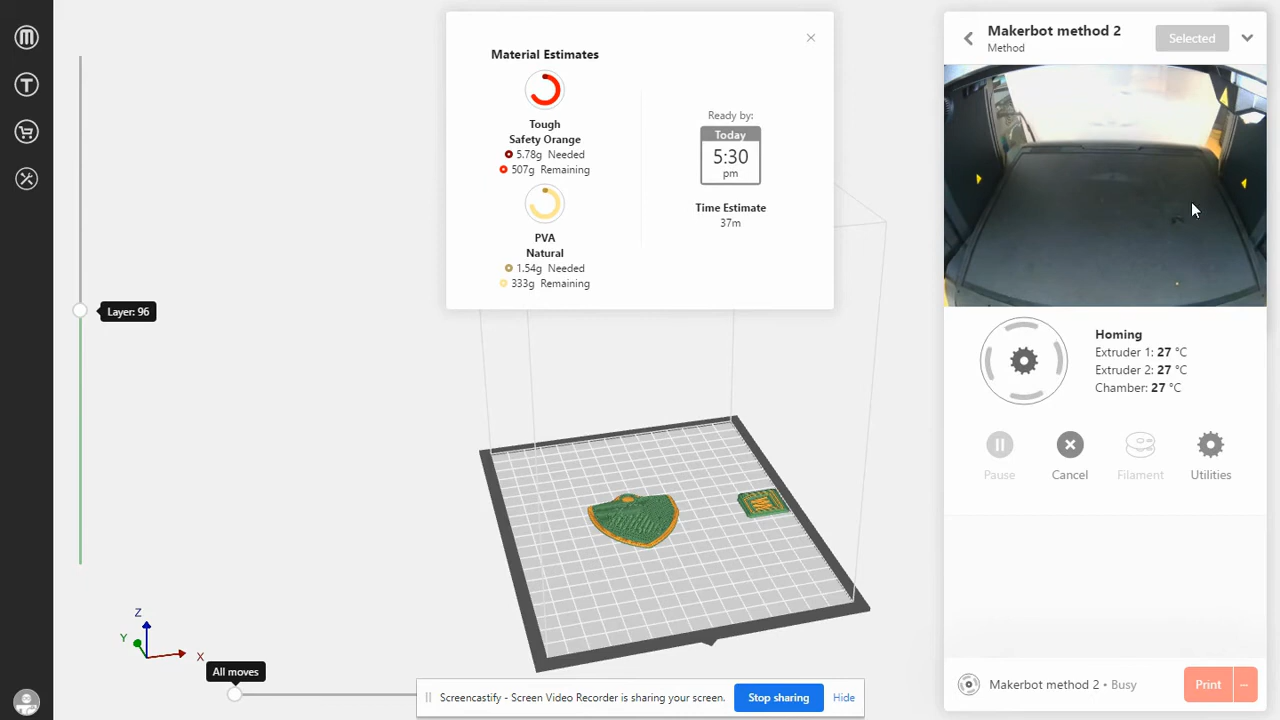 Material Estimates
Tough
Safety Orange
5.78g Needed
507g Remaining
PVA
Natural
1.54g Needed
333g Remaining
Ready by:
Today
5:30
pm
Time Estimate
37m
Makerbot method 2
Method
Selected
Homing
Extruder 1: 27 °C
Extruder 2: 27 °C
Chamber: 27 °C
Pause
Cancel
Filament
Utilities
Layer: 96
Z
Y
X
All moves
Screencastify - Screen Video Recorder is sharing your screen.
Stop sharing
Hide
Makerbot method 2 • Busy
Print
M
T